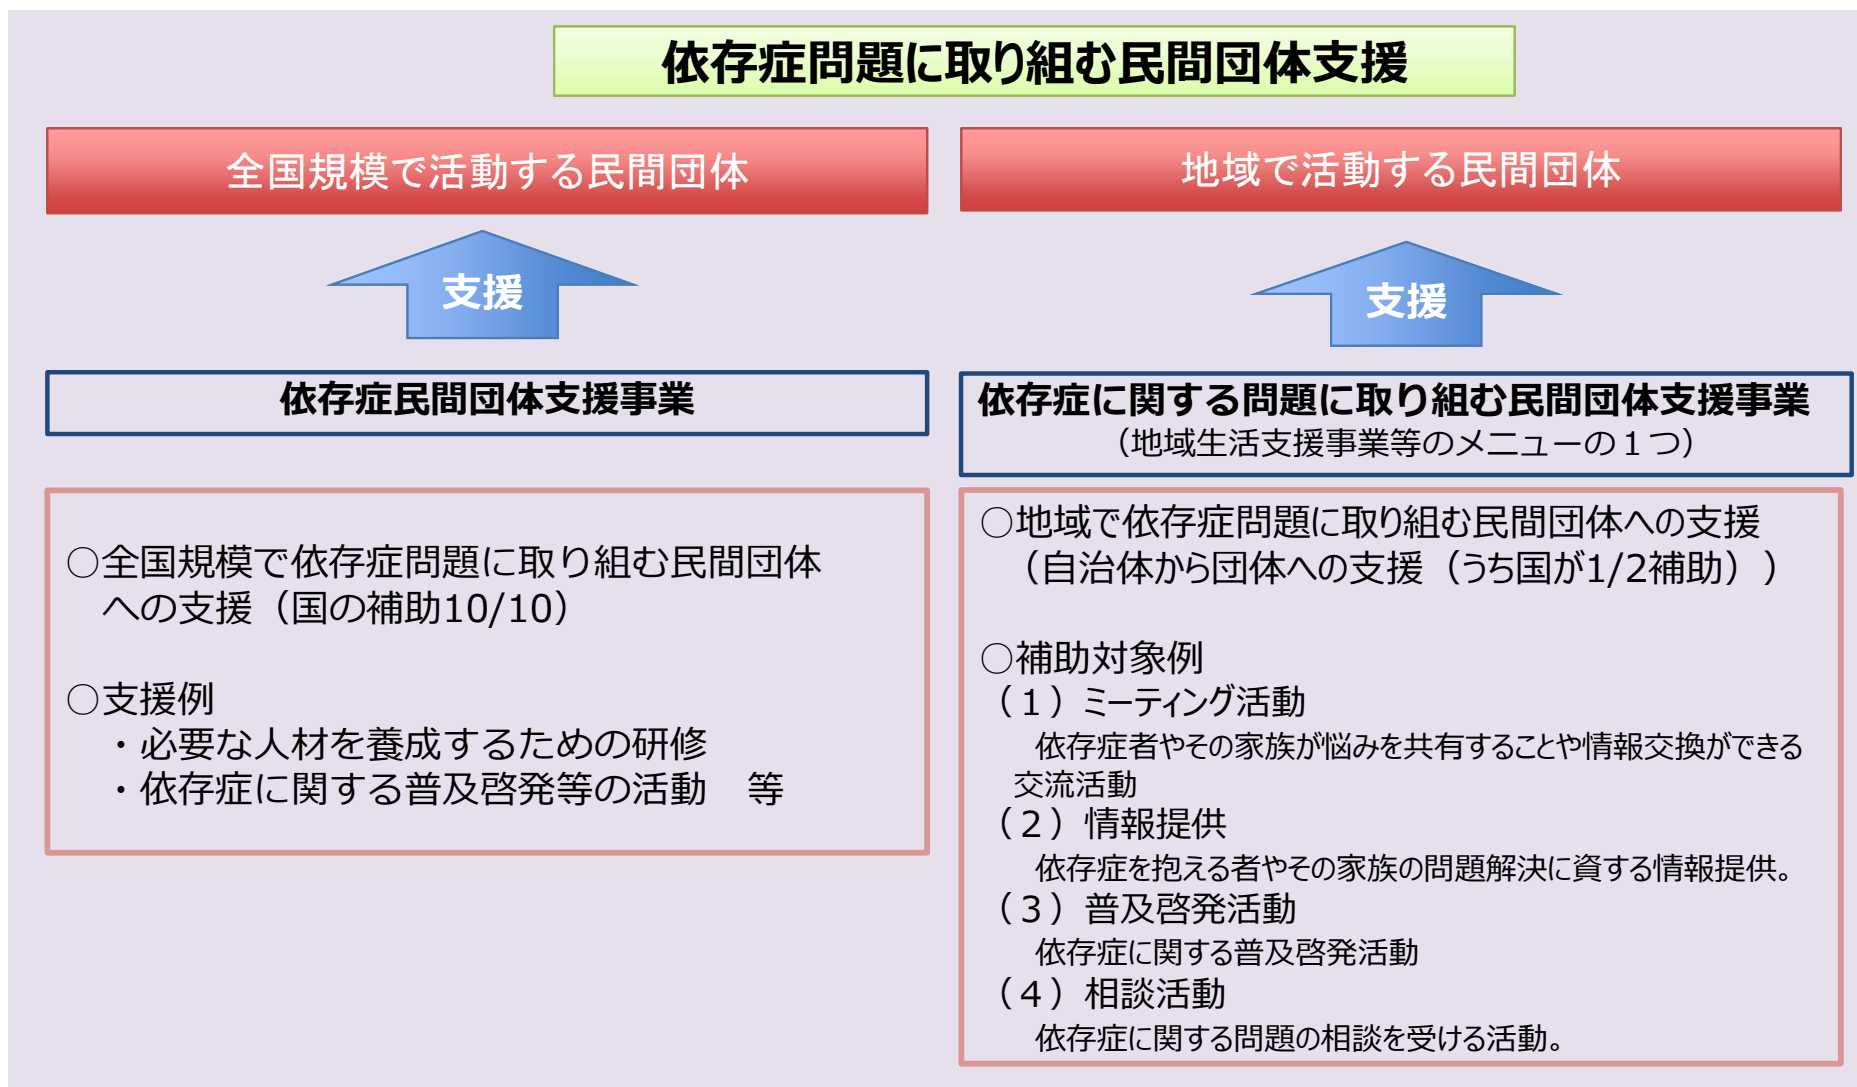 依存症問題に取り組む民間団体支援
全国規模で活動する民間団体
支援
依存症民間団体支援事業
○全国規模で依存症問題に取り組む民間団体
への支援（国の補助10/10）
○支援例
・必要な人材を養成するための研修
・依存症に関する普及啓発等の活動　等
地域で活動する民間団体
支援
依存症に関する問題に取り組む民間団体支援事業
（地域生活支援事業等のメニューの１つ）
○地域で依存症問題に取り組む民間団体への支援
（自治体から団体への支援（うち国が1/2補助））
○補助対象例
（１）ミーティング活動
依存症者やその家族が悩みを共有することや情報交換ができる
交流活動
（２）情報提供
依存症を抱える者やその家族の問題解決に資する情報提供。
（３）普及啓発活動
依存症に関する普及啓発活動
（４）相談活動
依存症に関する問題の相談を受ける活動。